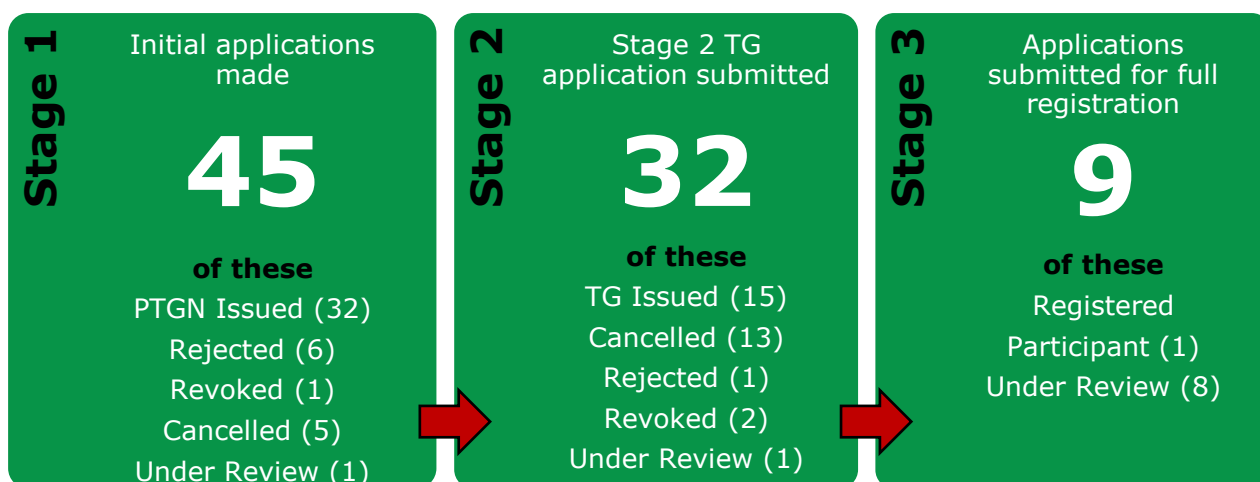 Stage 1
Initial applications
made
45
of these
PTGN Issued (32)
Rejected (6)
Revoked (1)
Cancelled (5)
Under Review (1)
Stage 2
Stage 2 TG
application submitted
32
of these
TG Issued (15)
Cancelled (13)
Rejected (1)
Revoked (2)
Under Review (1)
Stage 3
Applications
submitted for full
registration
9
of these
Registered
Participant (1)
Under Review (8)